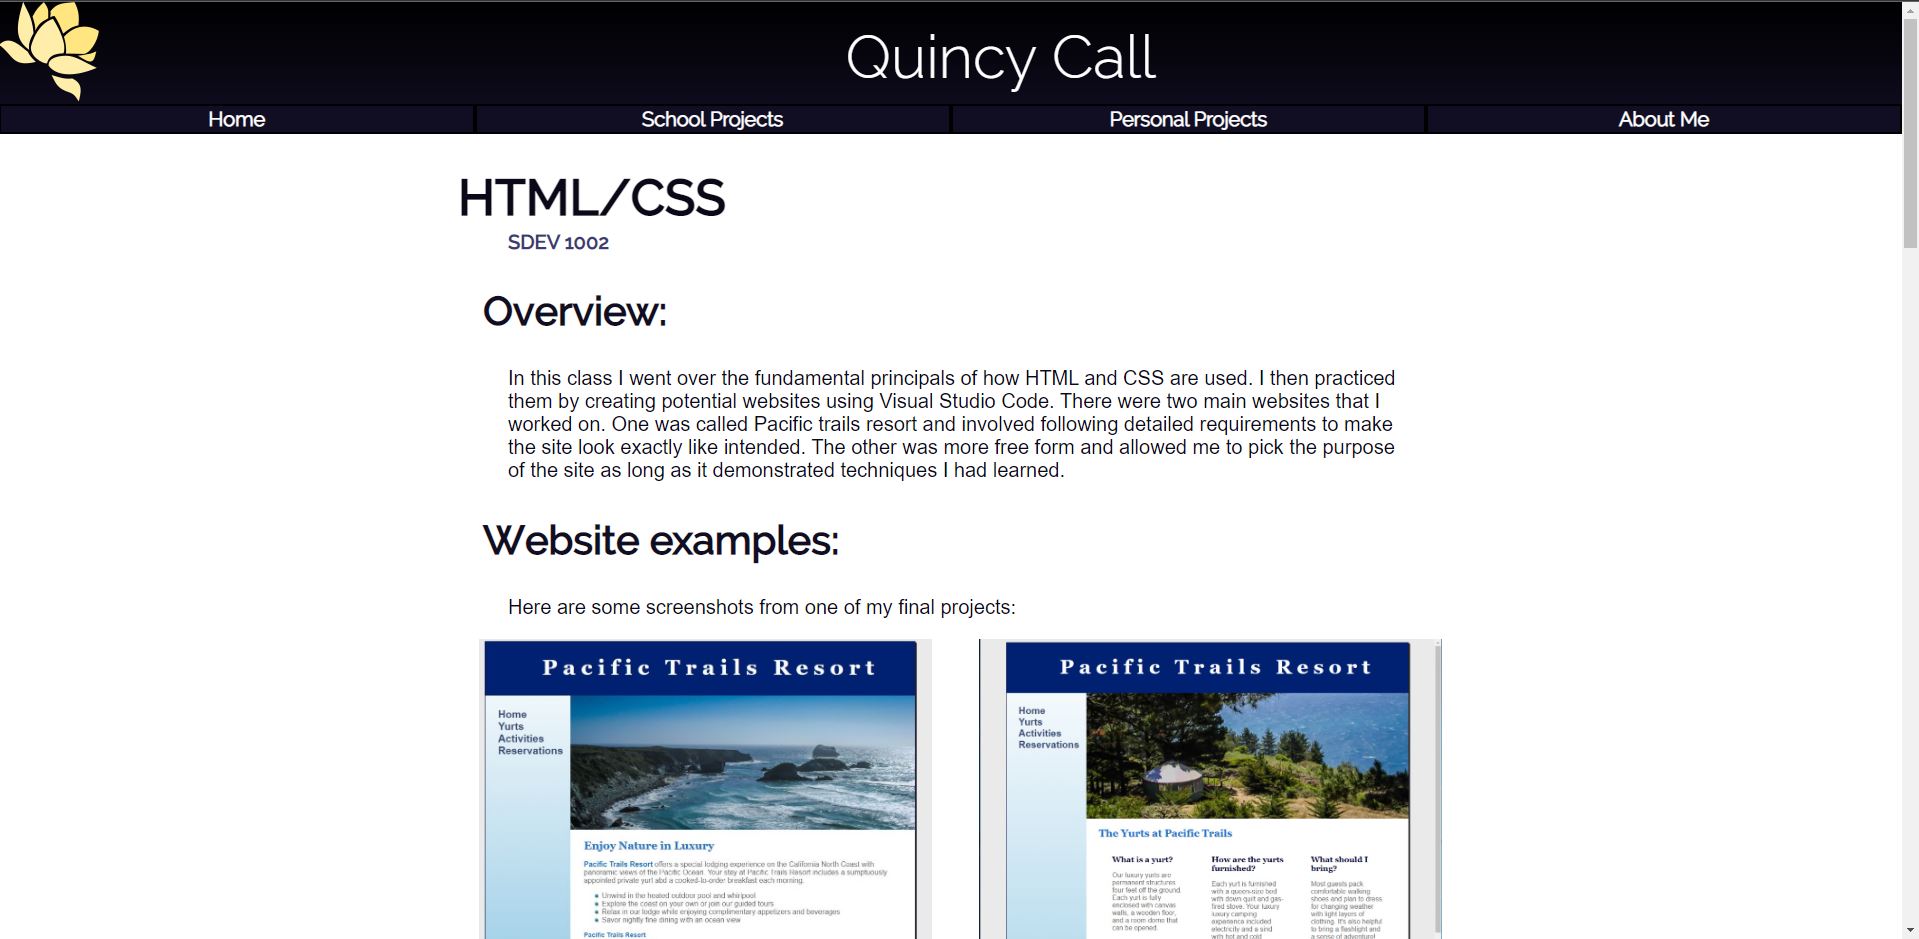 Quincy Call
Home
School Projects
Personal Projects
About Me
HTML/CSS
SDEV 1002
Overview:
In this class I went over the fundamental principals of how HTML and CSS are used. I then practiced
them by creating potential websites using Visual Studio Code. There were two main websites that I
worked on. One was called Pacific trails resort and involved following detailed requirements to make
the site look exactly like intended. The other was more free form and allowed me to pick the purpose
of the site as long as it demonstrated techniques I had learned.
Website examples:
Here are some screenshots from one of my final projects:
Pacific Trails Resort
Home
Yurts
Activities
Reservations
Enjoy Nature in Luxury
Pacific Trails Resort offers a special lodging experience on the California North Coast with
panoramic views of the Pacific Ocean. Your stay at Pacific Trails Resort includes a sumptuously
appointed private yurt abd a cooked-to-order breakfast each morning.
Unwind in the heated outdoor pool and whirlpool
Explore the coast on your own or join our guided tours
Relax in our lodge while enjoying complimentary appetizers and beverages
Savor nightly fine dining with an ocean view
Pacific Trails Resort
Pacific Trails Resort
Home
Yurts
Activities
Reservations
The Yurts at Pacific Trails
What is a yurt?
Our luxury yurts are
permanent structures
four feet off the ground.
Each yurt is fully
enclosed with canvas
walls, a wooden floor,
and a room dome that
can be opened.
How are the yurts
furnished?
Each yurt is furnished
with a queen-size bed
with down quilt and gas-
fired stove. Your luxury
luxury camping
experience included
electricity and a sind
with hot and cold
What should I
bring?
Most guests pack
comfortable walking
shoes and plan to dress
for changing weather
with light layers of
clothing. It's also helpful
to bring a flashlight and
a sense of adventure!